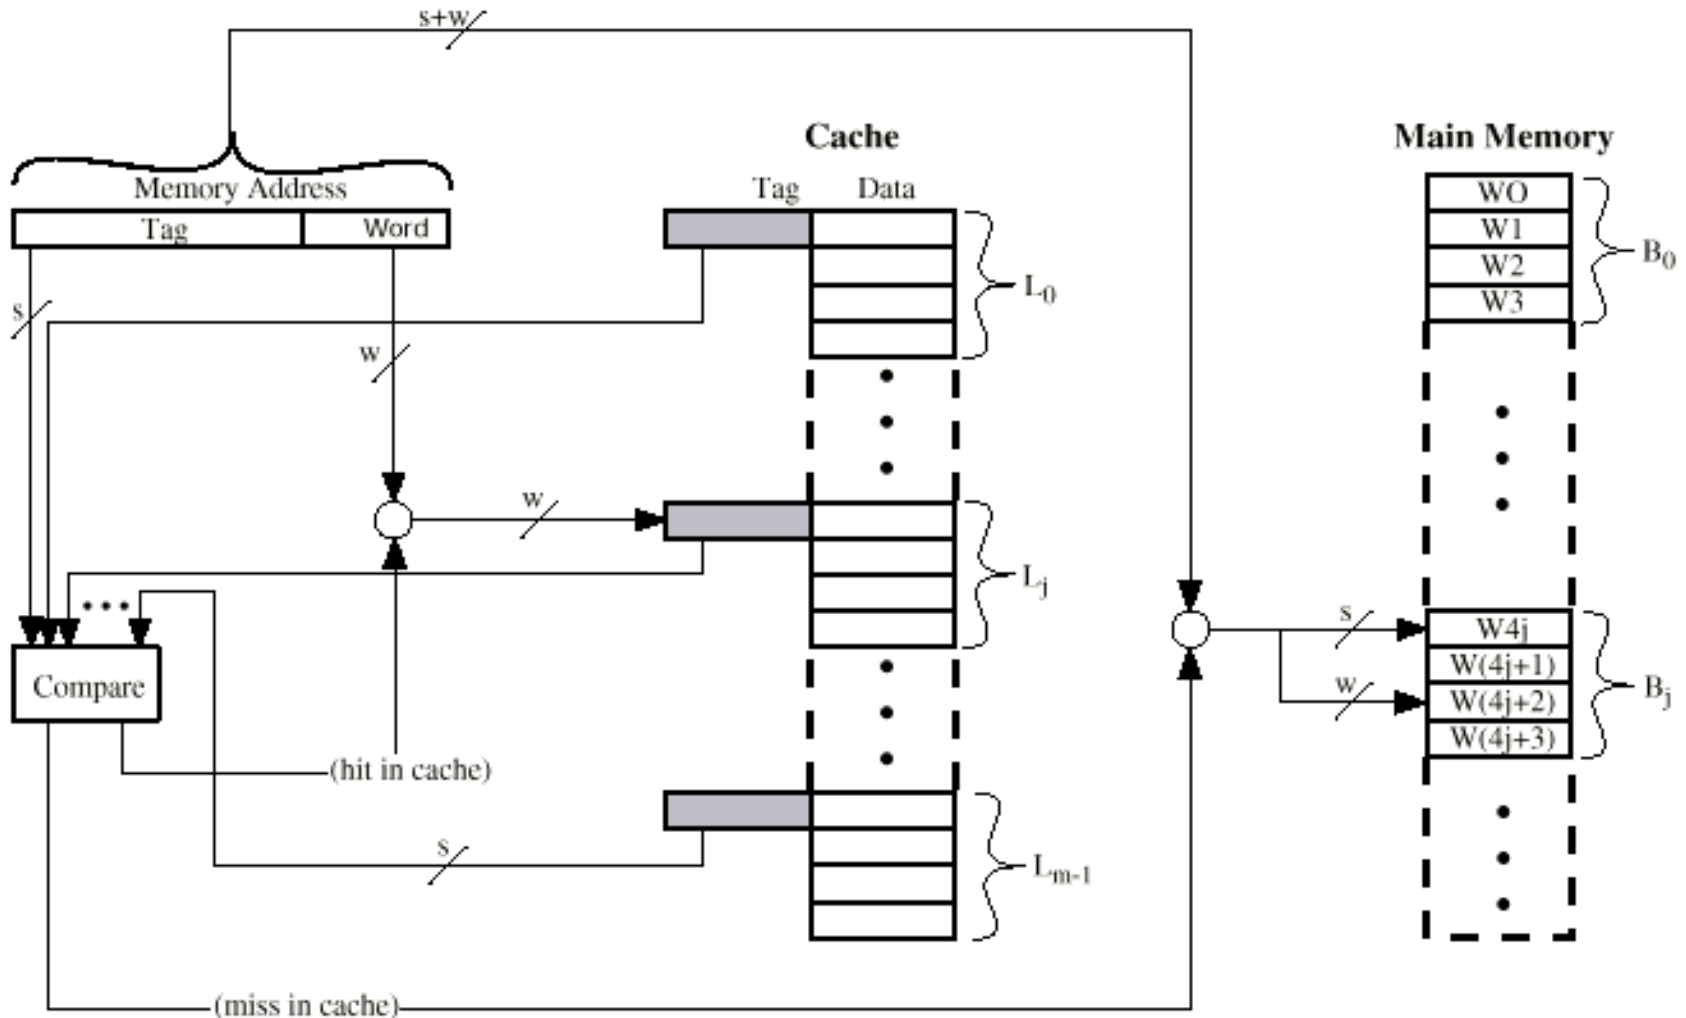 s+w
Cache
Main Memory
Memory Address
Tag Data
Tag Word
WO
W1
W2
W3
B0
L0
s
w
w
Lj
s
W4j
W(4j+1)
W(4j+2)
W(4j+3)
w
Bj
Compare
(hit in cache)
s
Lm-1
(miss in cache)